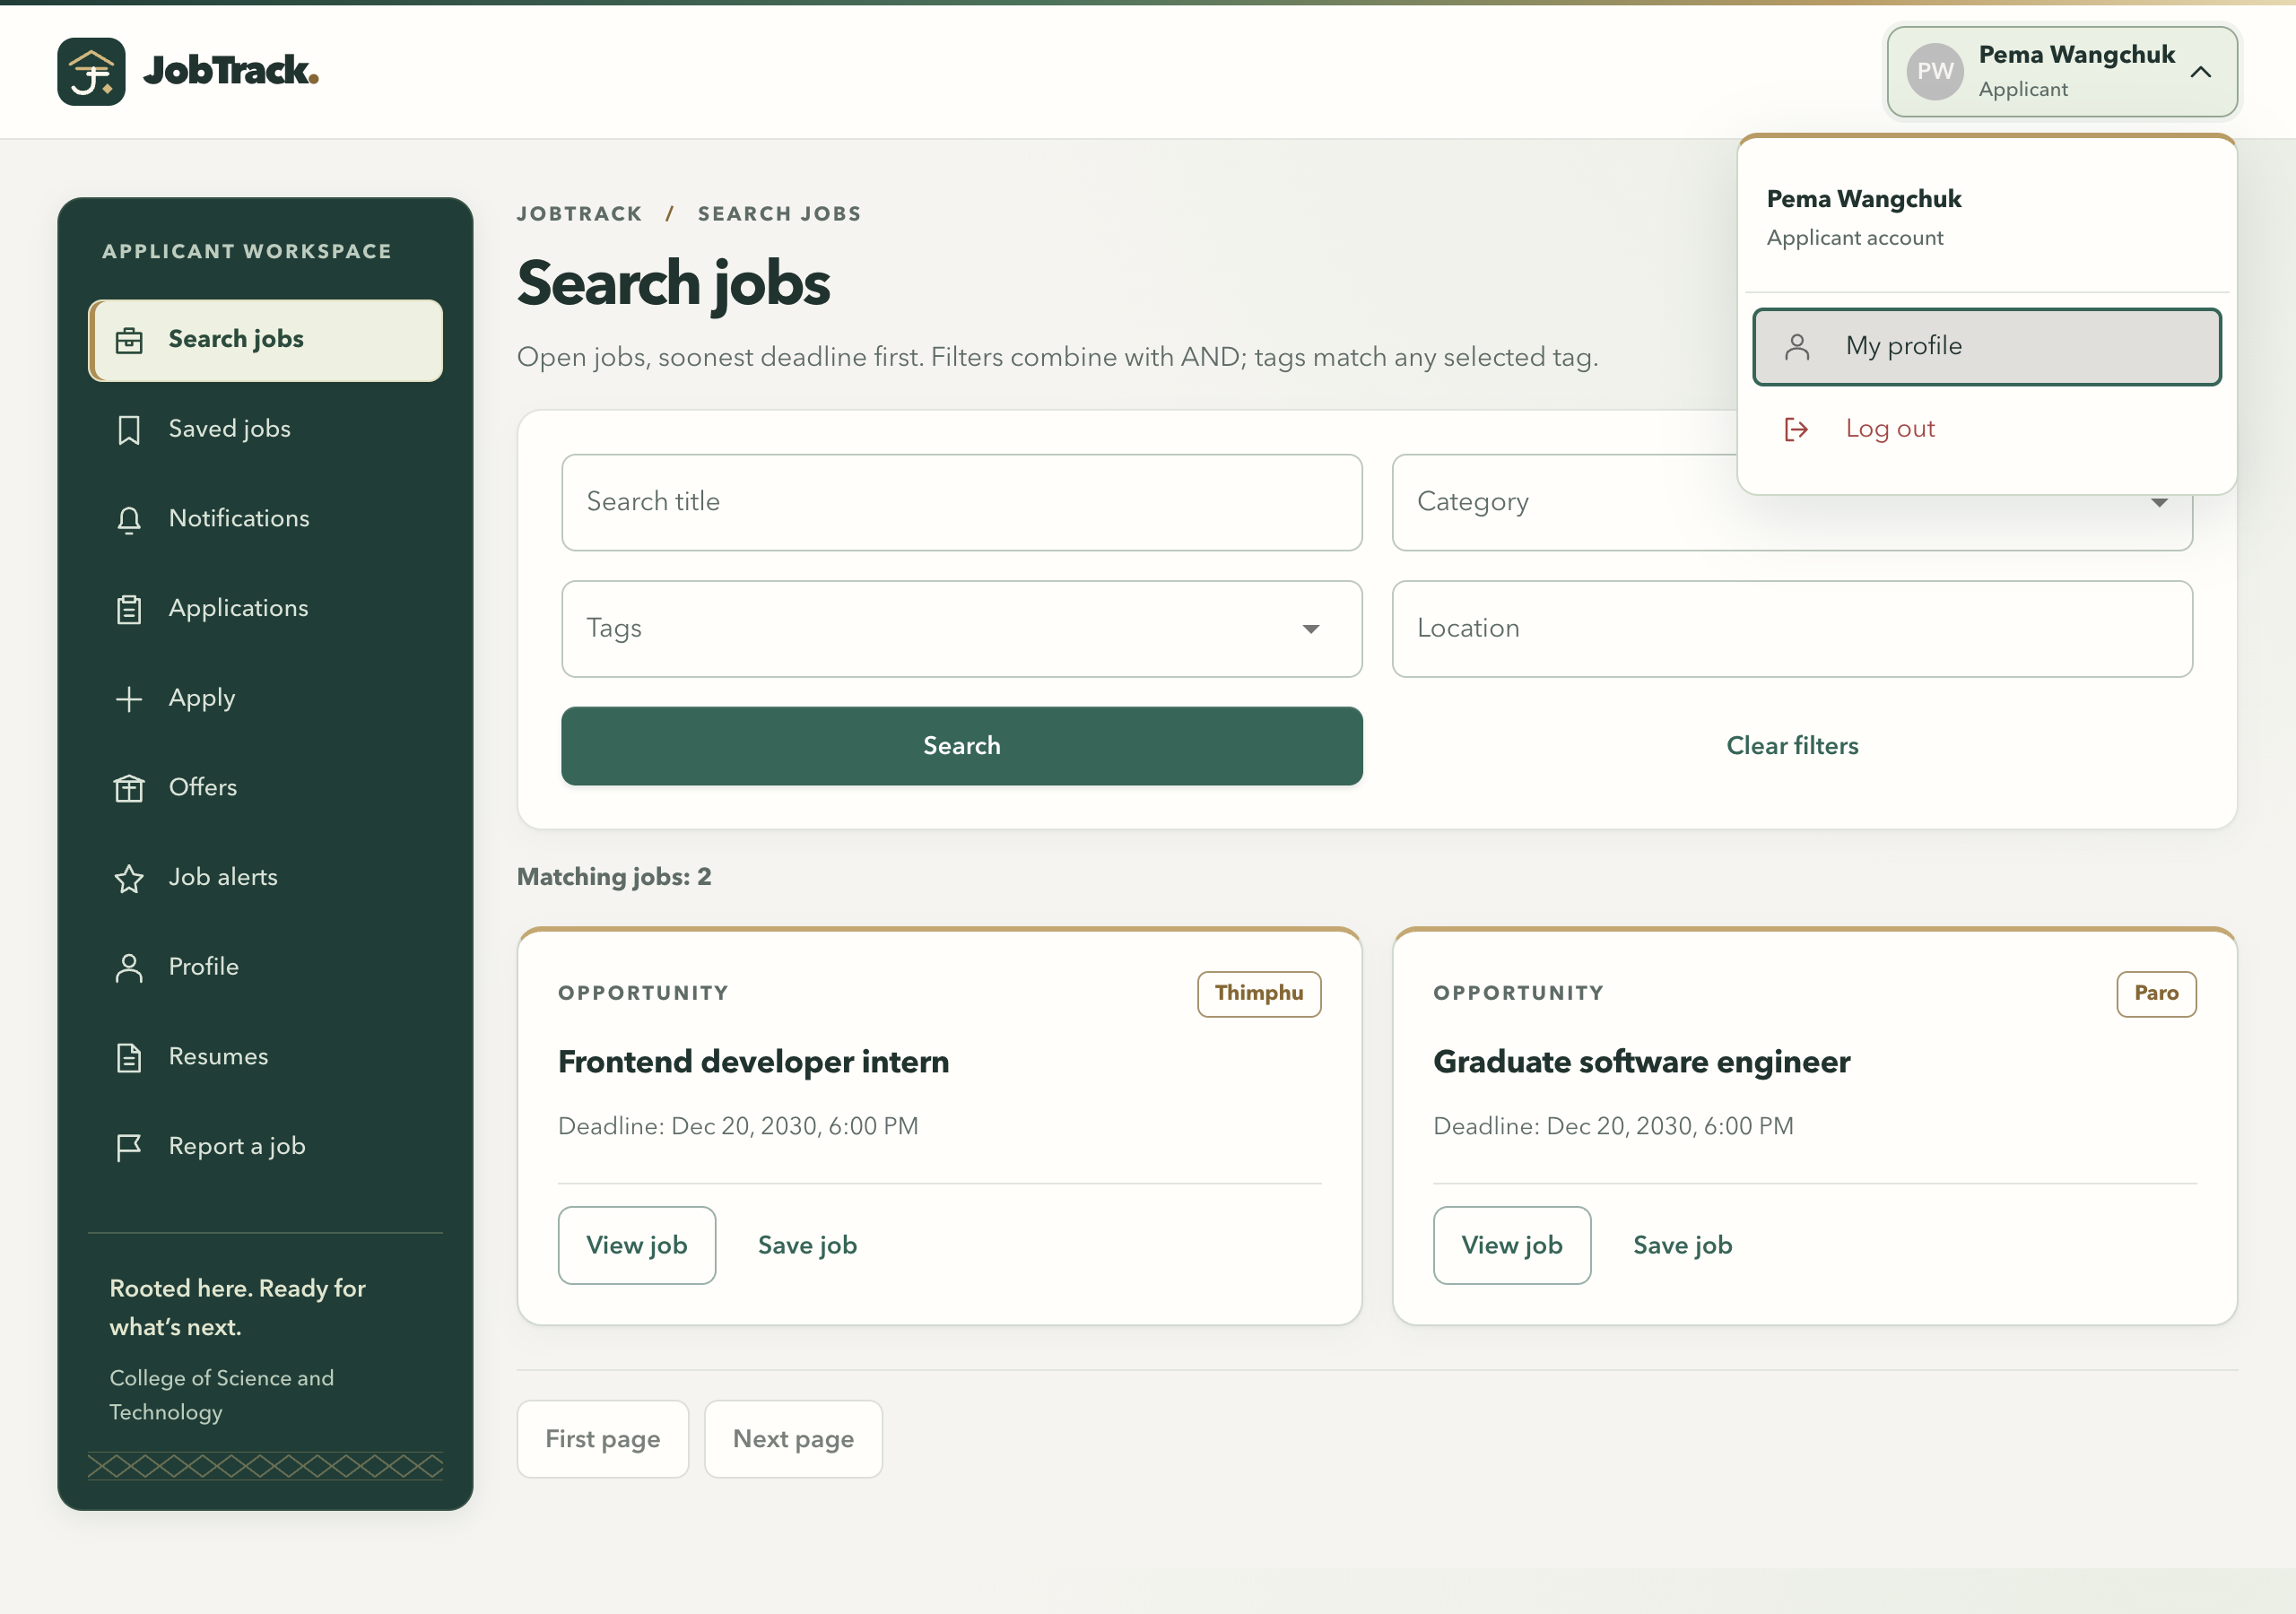 JobTrack.
PW
Pema Wangchuk
Applicant
Pema Wangchuk
Applicant account
My profile
Log out
APPLICANT WORKSPACE
Search jobs
Saved jobs
Notifications
Applications
Apply
Offers
Job alerts
Profile
Resumes
Report a job
Rooted here. Ready for
what's next.
College of Science and
Technology
JOBTRACK / SEARCH JOBS
Search jobs
Open jobs, soonest deadline first. Filters combine with AND; tags match any selected tag.
Search title
Category
Tags
Location
Search
Clear filters
Matching jobs: 2
OPPORTUNITY
Thimphu
Frontend developer intern
Deadline: Dec 20, 2030, 6:00 PM
View job
Save job
OPPORTUNITY
Paro
Graduate software engineer
Deadline: Dec 20, 2030, 6:00 PM
View job
Save job
First page
Next page